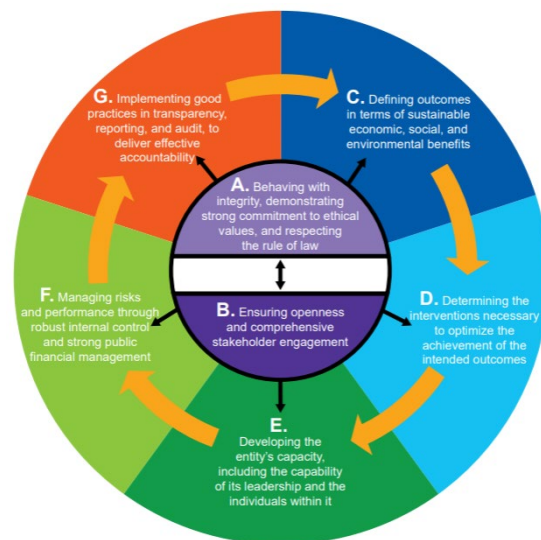 A. Behaving with
integrity, demonstrating
strong commitment to ethical
values, and respecting
the rule of law
B. Ensuring openness
and comprehensive
stakeholder engagement
C. Defining outcomes
in terms of sustainable
economic, social, and
environmental benefits
D. Determining the
interventions necessary
to optimize the
achievement of the
intended outcomes
E.
Developing the
entity's capacity,
including the capability
of its leadership and the
individuals within it
F. Managing risks
and performance through
robust internal control
and strong public
financial management
G. Implementing good
practices in transparency,
reporting, and audit, to
deliver effective
accountability